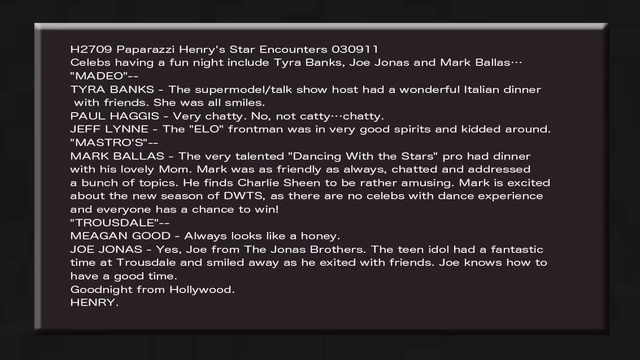 H2709 Paparazzi Henry's Star Encounters 030911
Celebs having a fun night include Tyra Banks, Joe Jonas and Mark Ballas…
"MADEO"--
TYRA BANKS - The supermodel/talk show host had a wonderful Italian dinner
with friends. She was all smiles.
PAUL HAGGIS - Very chatty. No, not catty…chatty.
JEFF LYNNE - The "ELO" frontman was in very good spirits and kidded around.
"MASTRO'S"--
MARK BALLAS - The very talented "Dancing With the Stars" pro had dinner
with his lovely Mom. Mark was as friendly as always, chatted and addressed
a bunch of topics. He finds Charlie Sheen to be rather amusing. Mark is excited
about the new season of DWTS, as there are no celebs with dance experience
and everyone has a chance to win!
"TROUSDALE"--
MEAGAN GOOD - Always looks like a honey.
JOE JONAS - Yes, Joe from The Jonas Brothers. The teen idol had a fantastic
time at Trousdale and smiled away as he exited with friends. Joe knows how to
have a good time.
Goodnight from Hollywood.
HENRY.